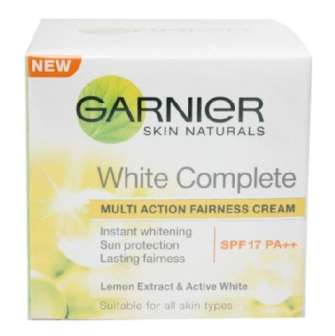 NEW
GARNIER
SKIN NATURALS
White Complete
MULTI ACTION FAIRNESS CREAM
Instant whitening
Sun protection
Lasting fairness
SPF 17 PA++
Lemon Extract & Active White
Suitable for all skin types